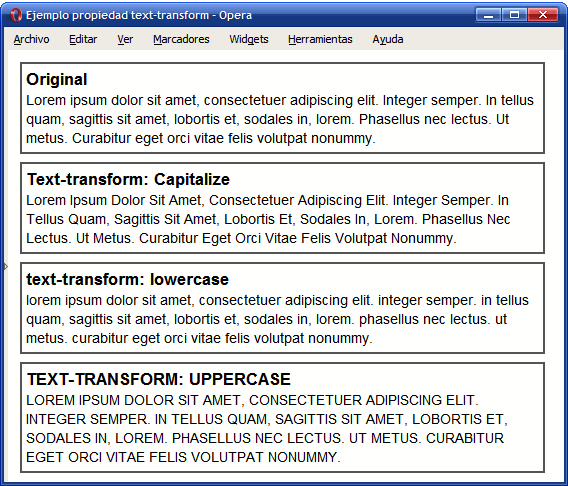 Ejemplo propiedad text-transform - Opera
Archivo Editar Ver Marcadores Widgets Herramientas Ayuda
Original
Lorem ipsum dolor sit amet, consectetuer adipiscing elit. Integer semper. In tellus
quam, sagittis sit amet, lobortis et, sodales in, lorem. Phasellus nec lectus. Ut
metus. Curabitur eget orci vitae felis volutpat nonummy.
Text-transform: Capitalize
Lorem Ipsum Dolor Sit Amet, Consectetuer Adipiscing Elit. Integer Semper. In
Tellus Quam, Sagittis Sit Amet, Lobortis Et, Sodales In, Lorem. Phasellus Nec
Lectus. Ut Metus. Curabitur Eget Orci Vitae Felis Volutpat Nonummy.
text-transform: lowercase
lorem ipsum dolor sit amet, consectetuer adipiscing elit. integer semper. in tellus
quam, sagittis sit amet, lobortis et, sodales in, lorem. phasellus nec lectus. ut
metus. curabitur eget orci vitae felis volutpat nonummy.
TEXT-TRANSFORM: UPPERCASE
LOREM IPSUM DOLOR SIT AMET, CONSECTETUER ADIPISCING ELIT.
INTEGER SEMPER. IN TELLUS QUAM, SAGITTIS SIT AMET, LOBORTIS ET,
SODALES IN, LOREM. PHASELLUS NEC LECTUS. UT METUS. CURABITUR
EGET ORCI VITAE FELIS VOLUTPAT NONUMMY.